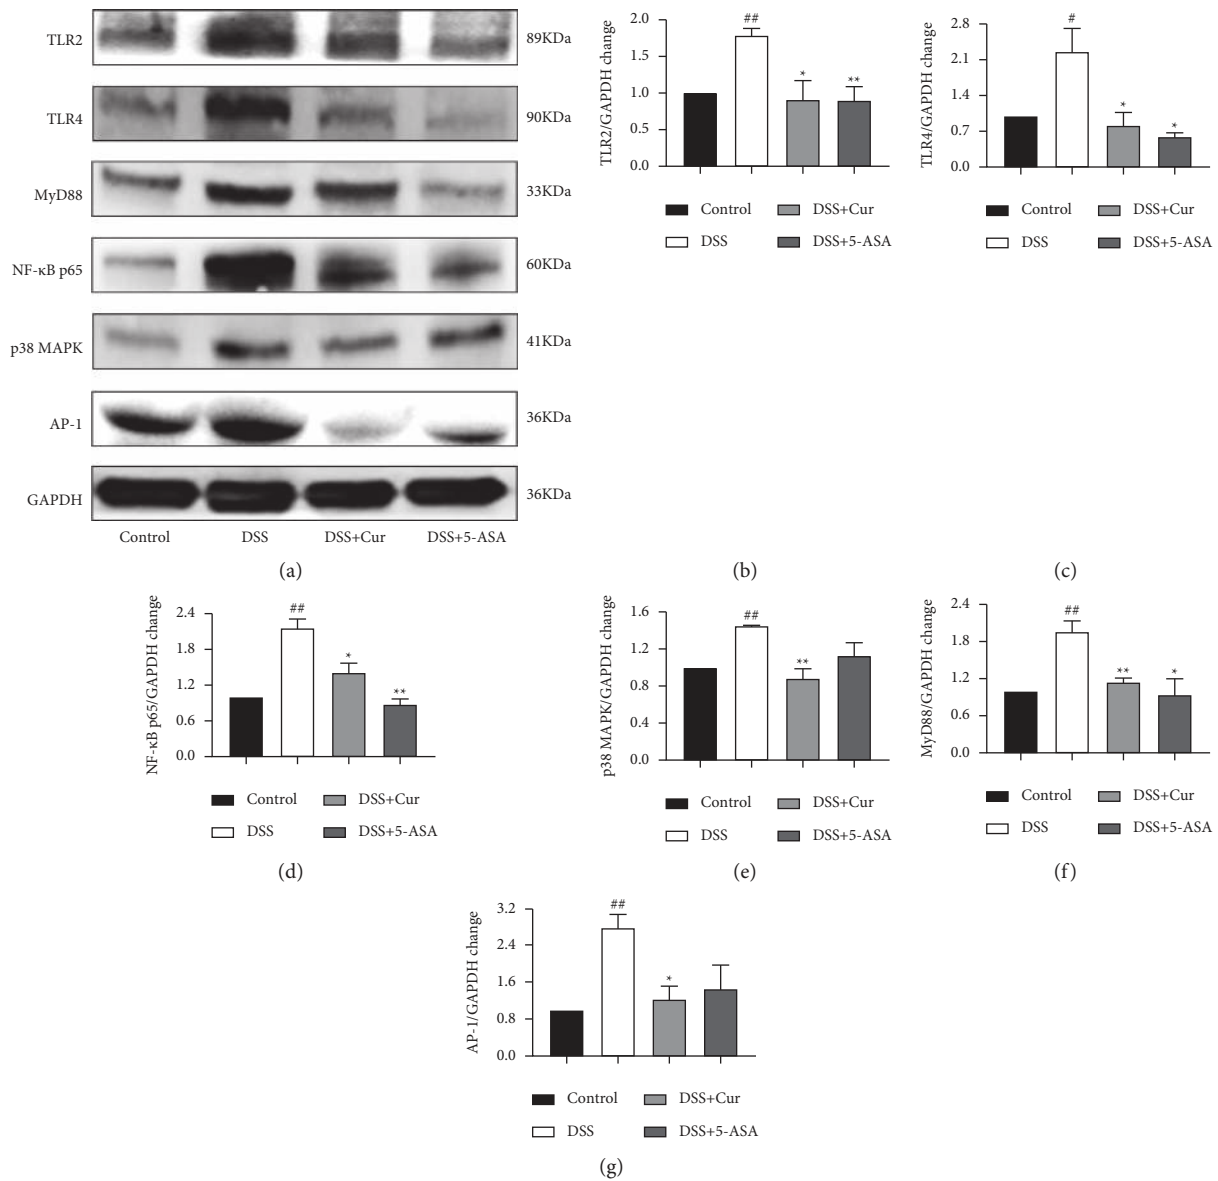 TLR2 89KDa
TLR4 90KDa
MyD88 33KDa
NF-κB p65 60KDa
p38 MAPK 41KDa
AP-1 36KDa
GAPDH 36KDa
Control DSS DSS+Cur DSS+5-ASA
(a)
TLR2/GAPDH change
2.0
1.5
1.0
0.5
0.0
##
*
**
Control DSS+Cur
DSS DSS+5-ASA
(b)
TLR4/GAPDH change
2.8
2.1
1.4
0.7
0.0
#
*
*
Control DSS+Cur
DSS DSS+5-ASA
(c)
NF-κB p65/GAPDH change
2.4
1.8
1.2
0.6
0.0
##
*
**
Control DSS+Cur
DSS DSS+5-ASA
(d)
p38 MAPK/GAPDH change
1.6
1.2
0.8
0.4
0.0
##
**
Control DSS+Cur
DSS DSS+5-ASA
(e)
MyD88/GAPDH change
2.4
1.8
1.2
0.6
0.0
##
**
*
Control DSS+Cur
DSS DSS+5-ASA
(f)
AP-1/GAPDH change
3.2
2.4
1.6
0.8
0.0
##
*
Control DSS+Cur
DSS DSS+5-ASA
(g)